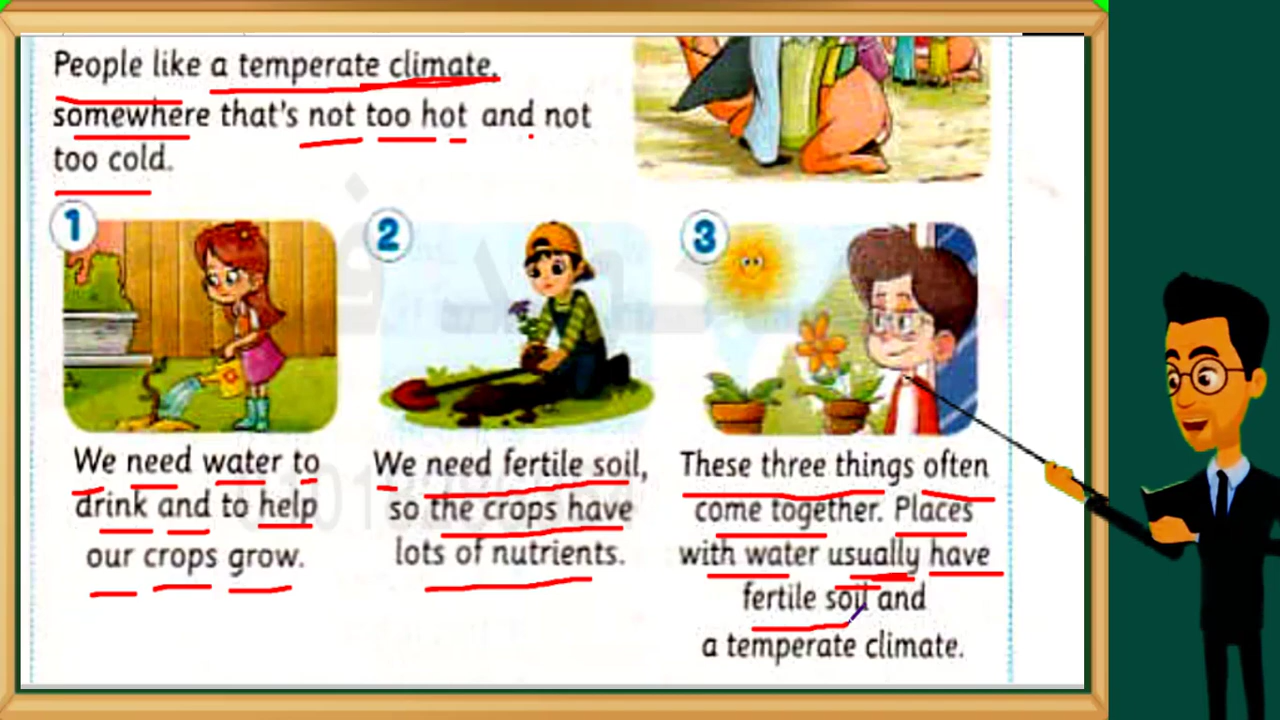 People like a temperate climate,
somewhere that's not too hot and not
too cold.
1
2
3
We need water to
drink and to help
our crops grow.
We need fertile soil,
so the crops have
lots of nutrients.
These three things often
come together. Places
with water usually have
fertile soil and
a temperate climate.